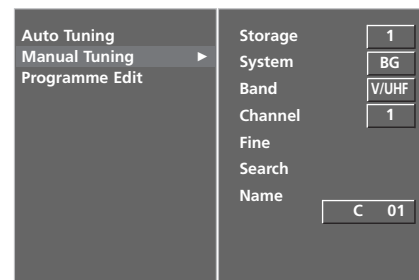 Auto Tuning
Manual Tuning ►
Programme Edit
Storage 1
System BG
Band V/UHF
Channel 1
Fine
Search
Name
C 01